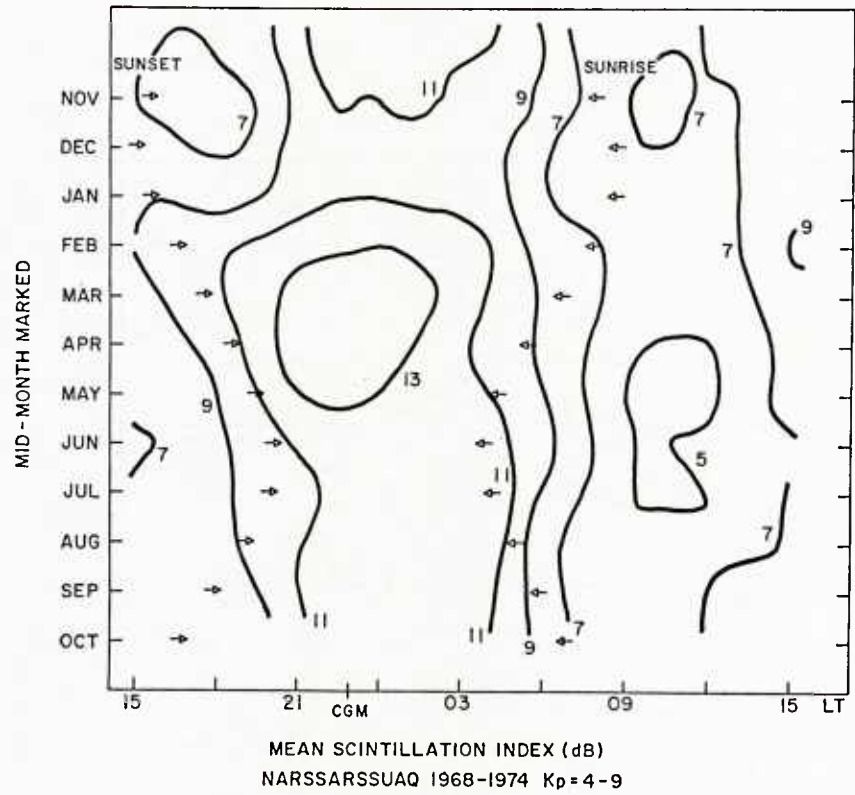 SUNSET
SUNRISE
11
9
7
7
7
NOV
DEC
JAN
FEB
MAR
APR
MAY
JUN
JUL
AUG
SEP
OCT
MID-MONTH MARKED
9
7
13
9
7
11
5
7
11
11
9
7
15
21
CGM
03
09
15
LT
MEAN SCINTILLATION INDEX (dB)
NARSSARSSUAQ 1968-1974 Kp=4-9